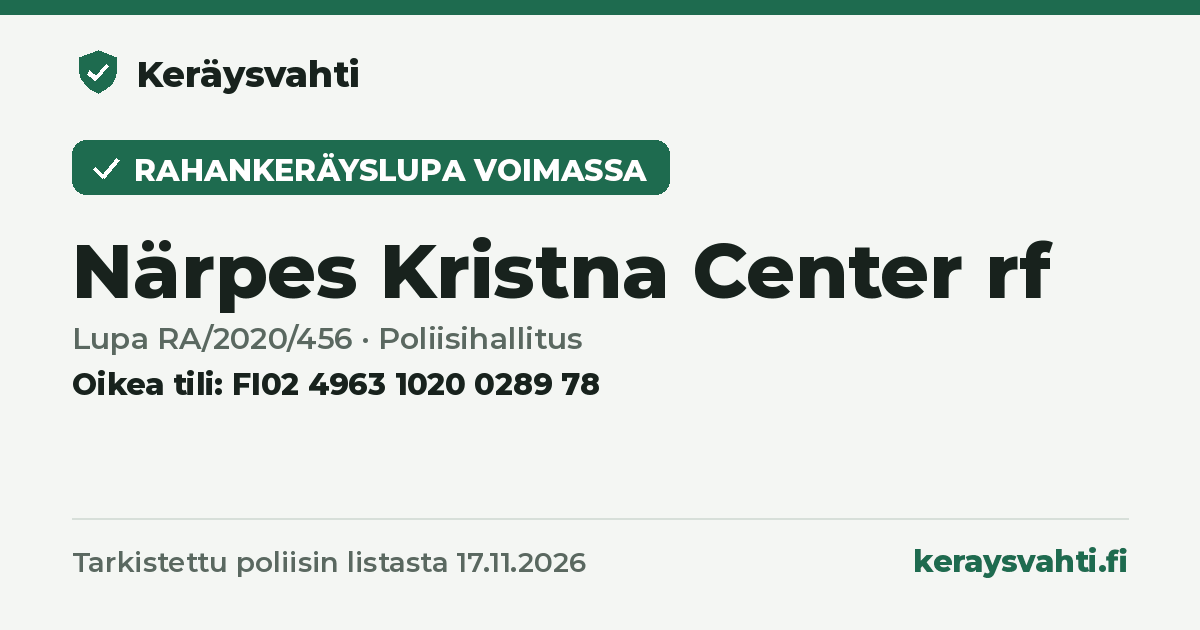 Keräysvahti
RAHANKERÄYSLUPA VOIMASSA
Närpes Kristna Center rf
Lupa RA/2020/456 · Poliisihallitus
Oikea tili: FI02 4963 1020 0289 78
Tarkistettu poliisin listasta 17.11.2026
keraysvahti.fi